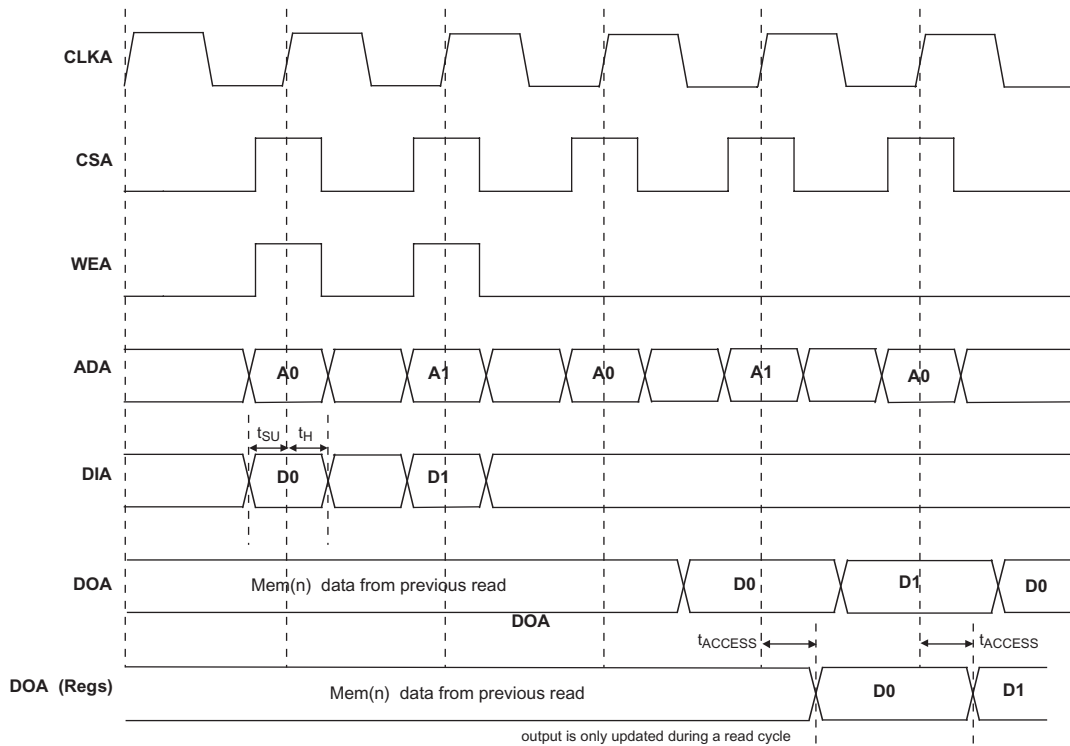 CLKA
CSA
WEA
ADA A0 A1 A0 A1 A0
tSU tH
DIA D0 D1
DOA Mem(n) data from previous read D0 D1 D0
DOA
tACCESS tACCESS
DOA (Regs) Mem(n) data from previous read D0 D1
output is only updated during a read cycle